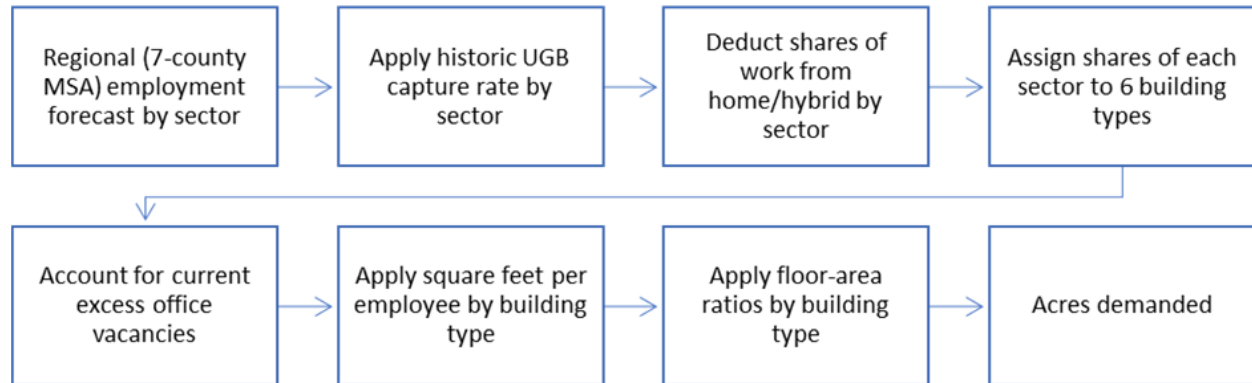 Regional (7-county
MSA) employment
forecast by sector
Apply historic UGB
capture rate by
sector
Deduct shares of
work from
home/hybrid by
sector
Assign shares of each
sector to 6 building
types
Account for current
excess office
vacancies
Apply square feet per
employee by building
type
Apply floor-area
ratios by building
type
Acres demanded